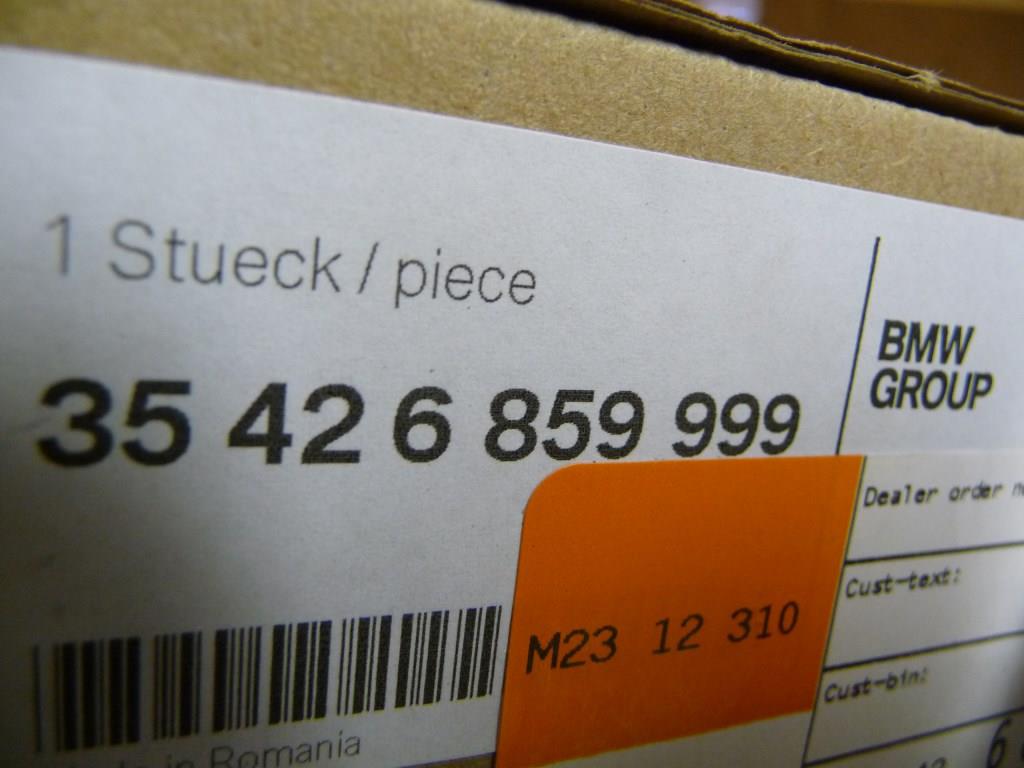 1 Stueck / piece
35 42 6 859 999
BMW
GROUP
Dealer order
Cust-text:
Cust-bin:
M23 12 310
in Romania